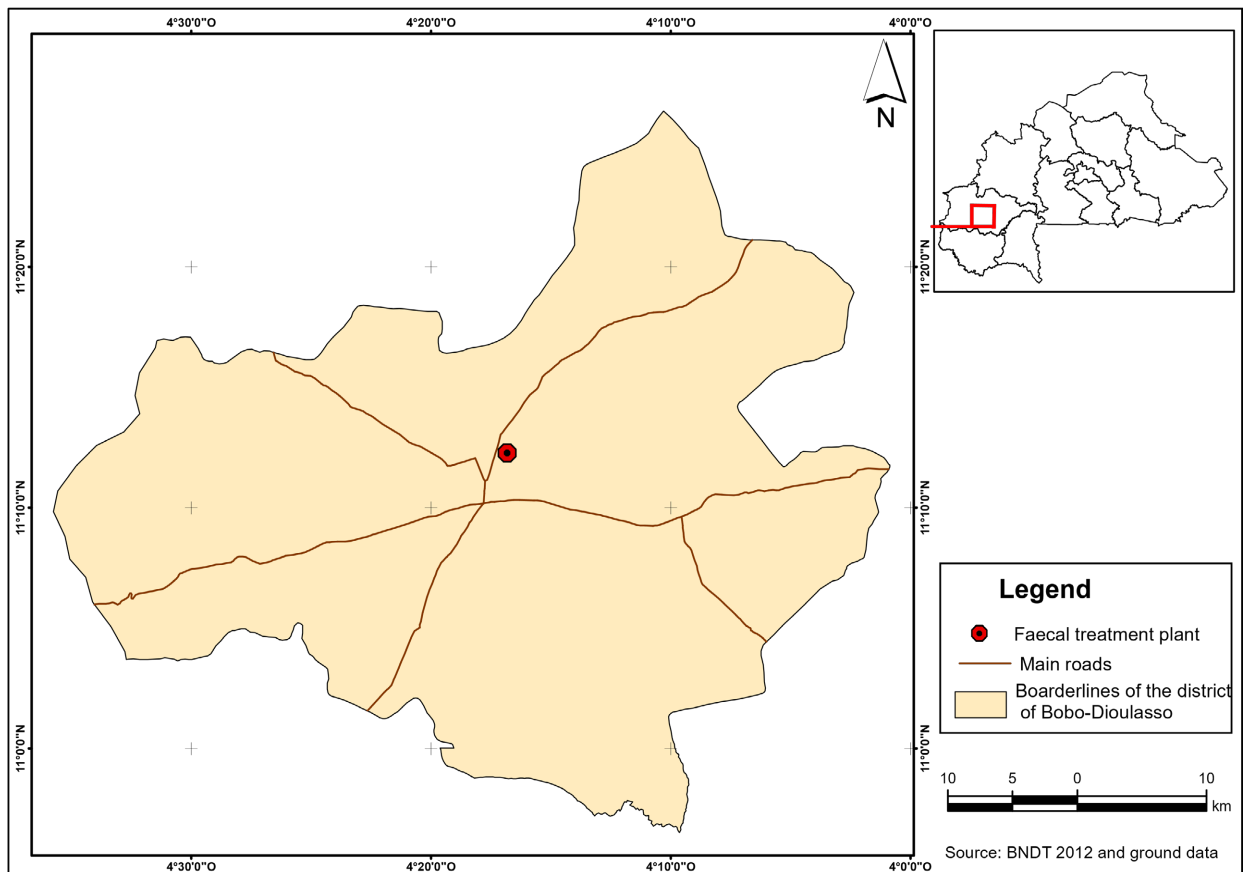 4°30'0"O 4°20'0"O 4°10'0"O 4°0'0"O
N
11°20'0"N 11°20'0"N
11°10'0"N 11°10'0"N
11°0'0"N 11°0'0"N
4°30'0"O 4°20'0"O 4°10'0"O 4°0'0"O
Legend
Faecal treatment plant
Main roads
Boarderlines of the district
of Bobo-Dioulasso
10 5 0 10
km
Source: BNDT 2012 and ground data